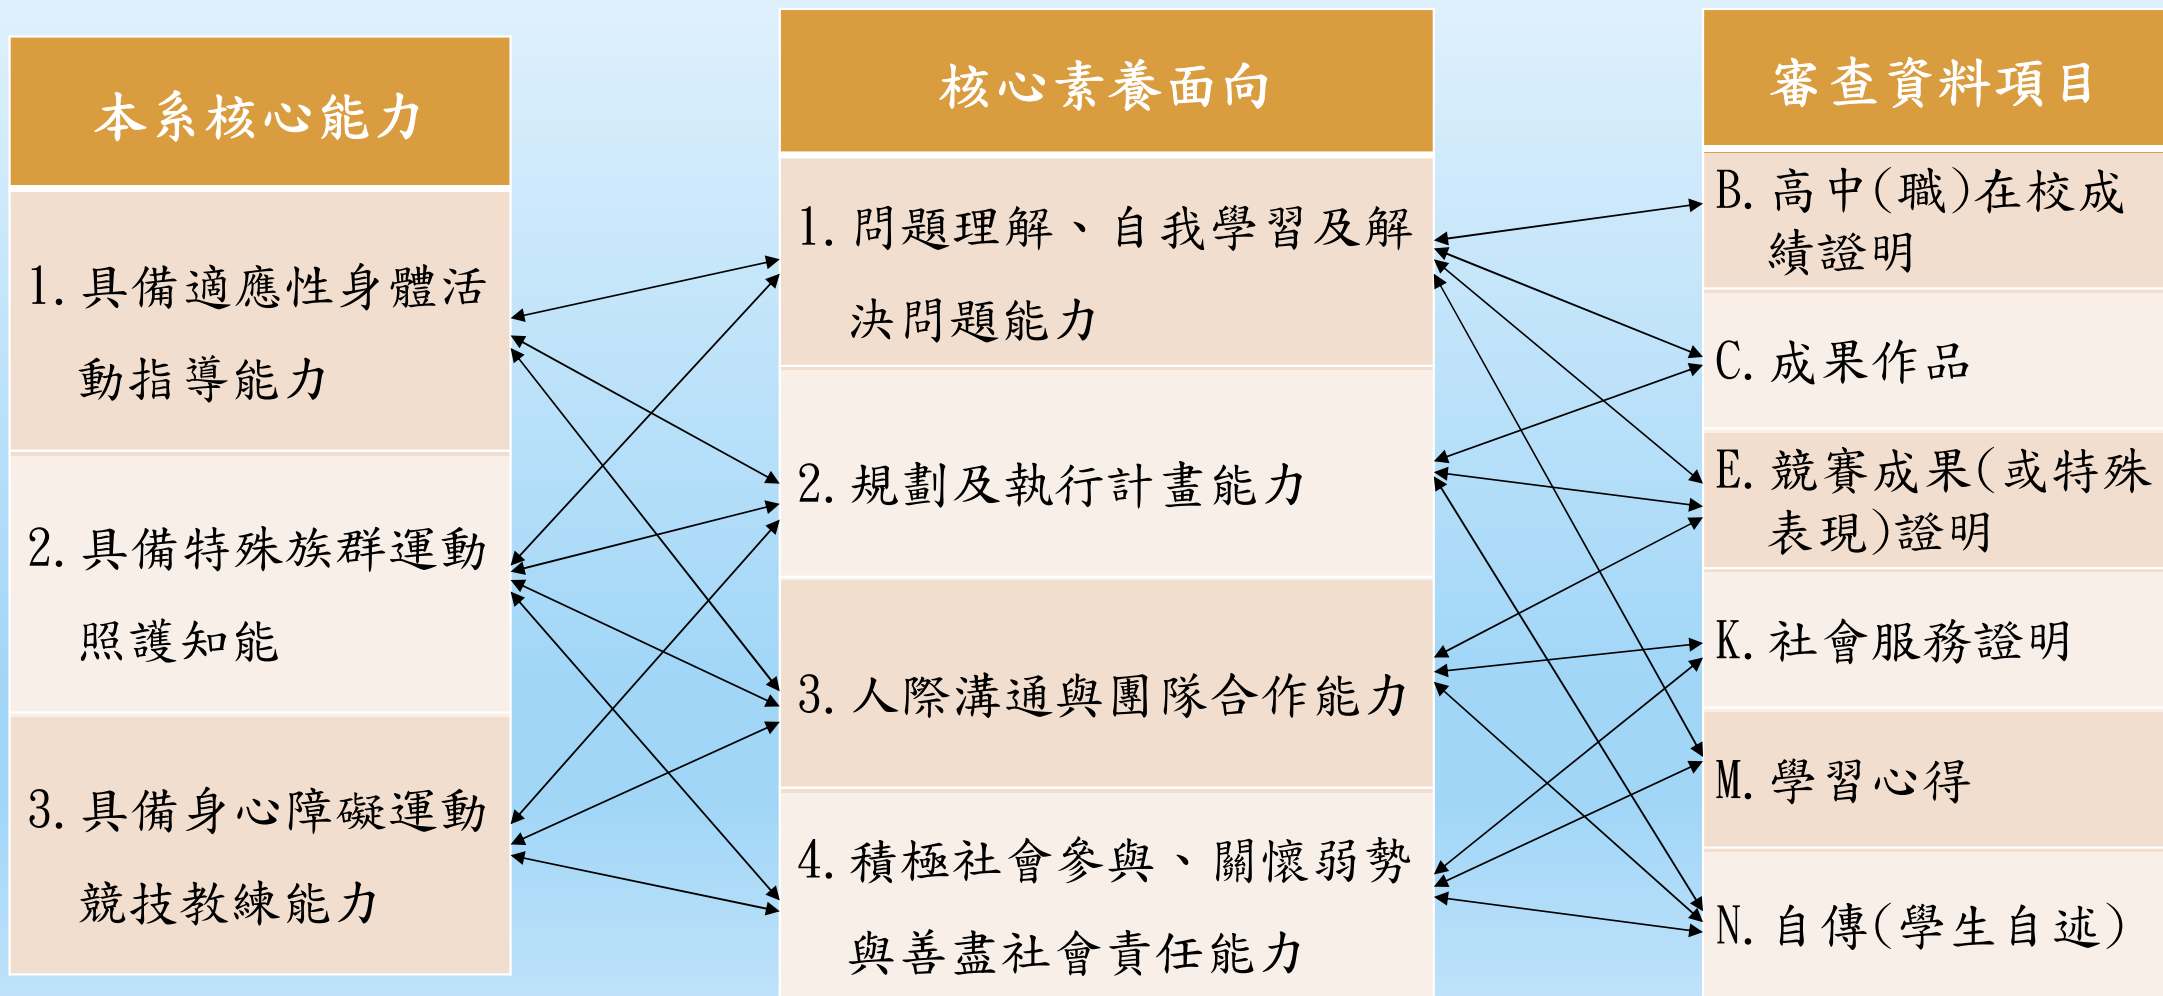 本系核心能力
1.具備適應性身體活
動指導能力
2.具備特殊族群運動
照護知能
3.具備身心障礙運動
競技教練能力
核心素養面向
1.問題理解、自我學習及解
決問題能力
2.規劃及執行計畫能力
3.人際溝通與團隊合作能力
4.積極社會參與、關懷弱勢
與善盡社會責任能力
審查資料項目
B.高中(職)在校成
績證明
C.成果作品
E.競賽成果(或特殊
表現)證明
K.社會服務證明
M.學習心得
N.自傳(學生自述)